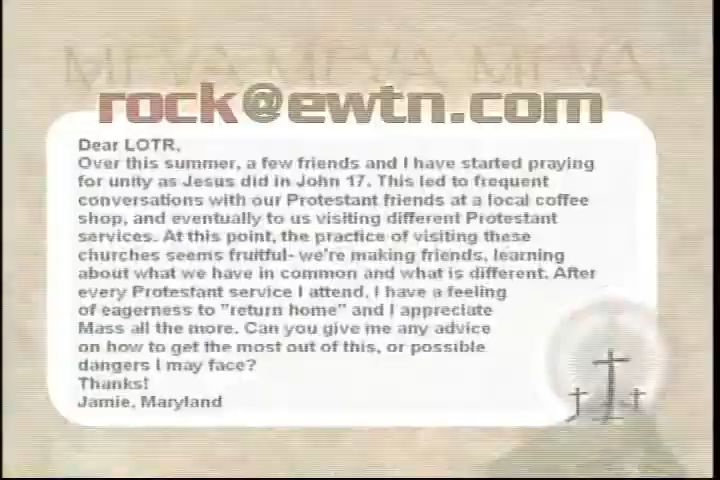 MFVA MFVA MFVA
rock@ewtn.com
Dear LOTR,
Over this summer, a few friends and I have started praying
for unity as Jesus did in John 17. This led to frequent
conversations with our Protestant friends at a local coffee
shop, and eventually to us visiting different Protestant
services. At this point, the practice of visiting these
churches seems fruitful- we're making friends, learning
about what we have in common and what is different. After
every Protestant service I attend, I have a feeling
of eagerness to "return home" and I appreciate
Mass all the more. Can you give me any advice
on how to get the most out of this, or possible
dangers I may face?
Thanks!
Jamie, Maryland